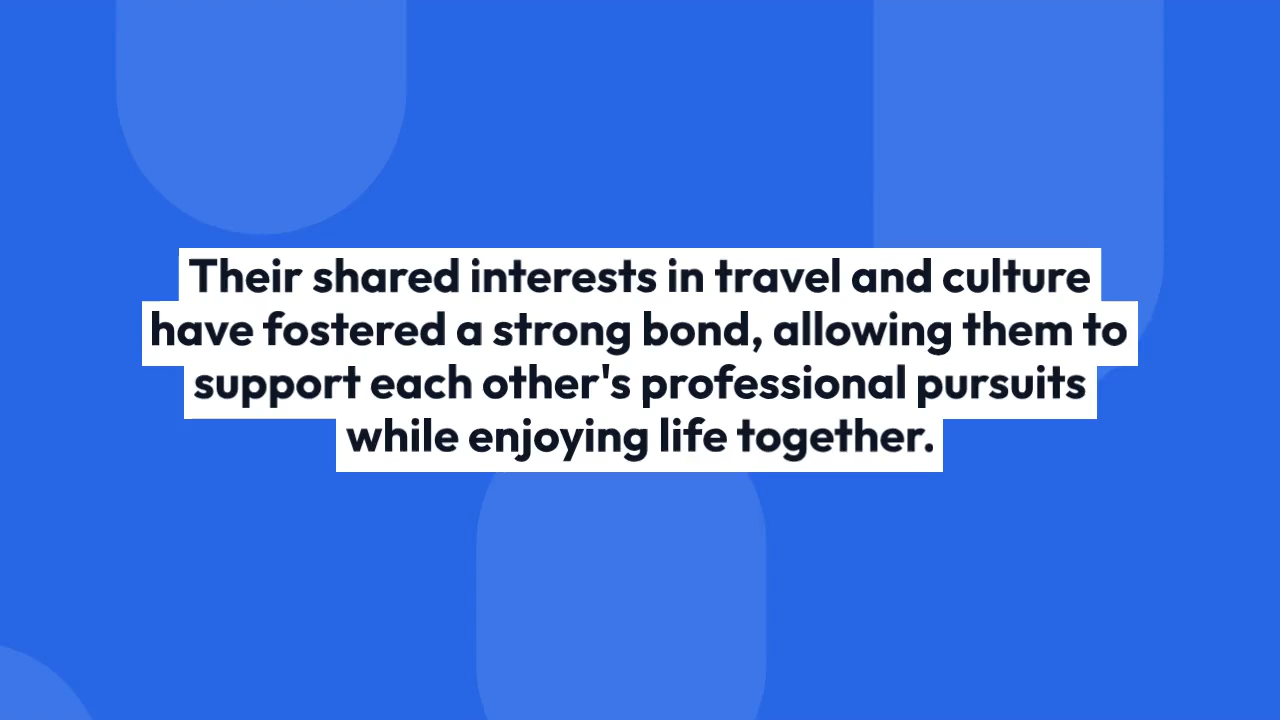 Their shared interests in travel and culture
have fostered a strong bond, allowing them to
support each other's professional pursuits
while enjoying life together.